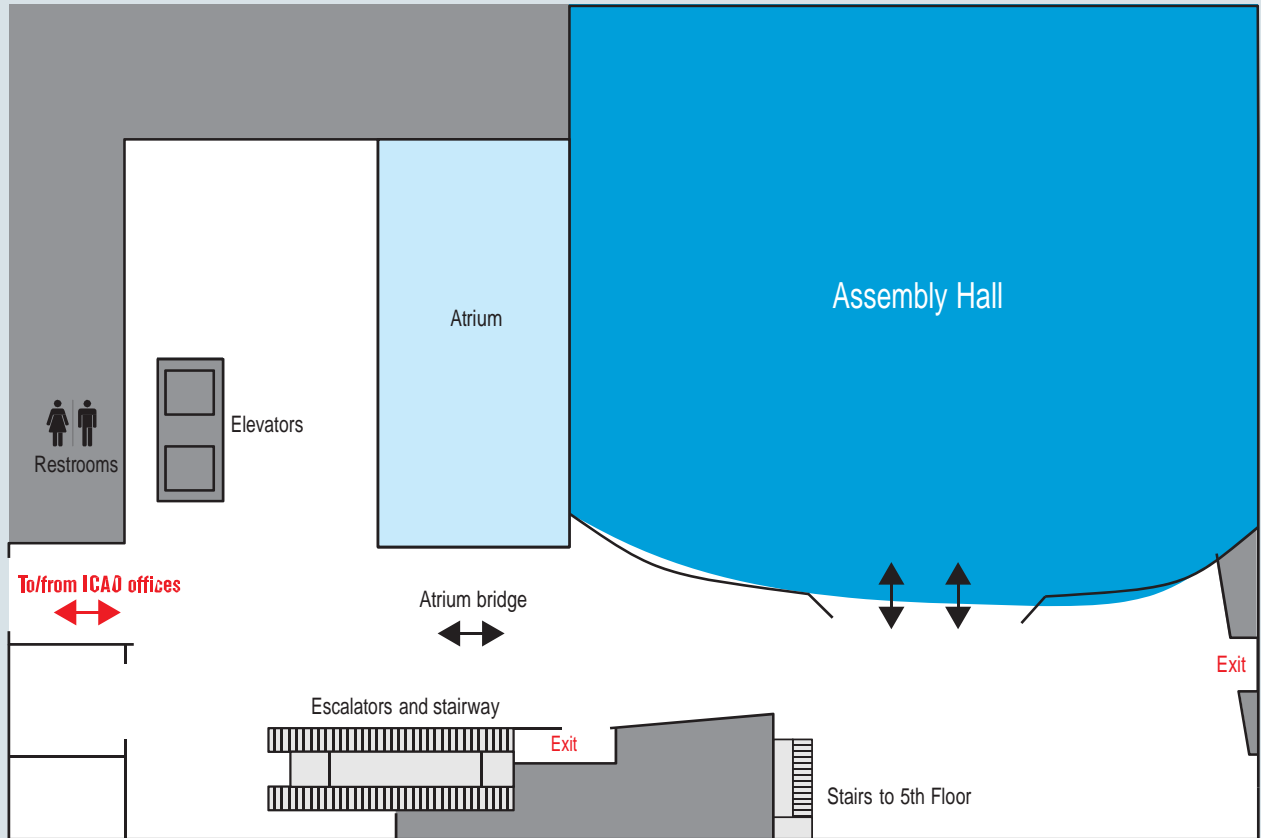 Assembly Hall
Atrium
Elevators
Restrooms
To/from ICAO offices
Atrium bridge
Exit
Escalators and stairway
Exit
Stairs to 5th Floor